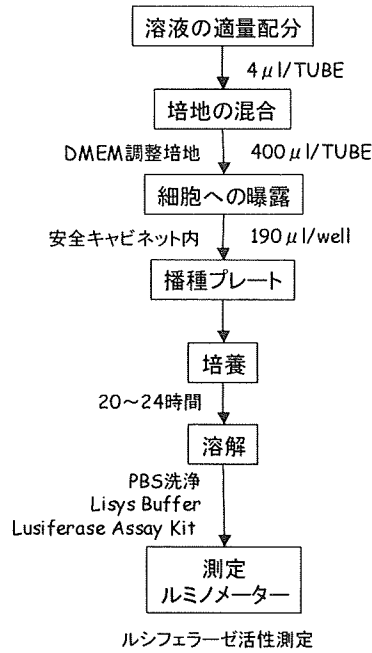 溶液の適量配分
4μl/TUBE
培地の混合
DMEM調整培地 400μl/TUBE
細胞への曝露
安全キャビネット内 190μl/well
播種プレート
培養
20～24時間
溶解
PBS洗浄
Lisys Buffer
Lusiferase Assay Kit
測定
ルミノメーター
ルシフェラーゼ活性測定